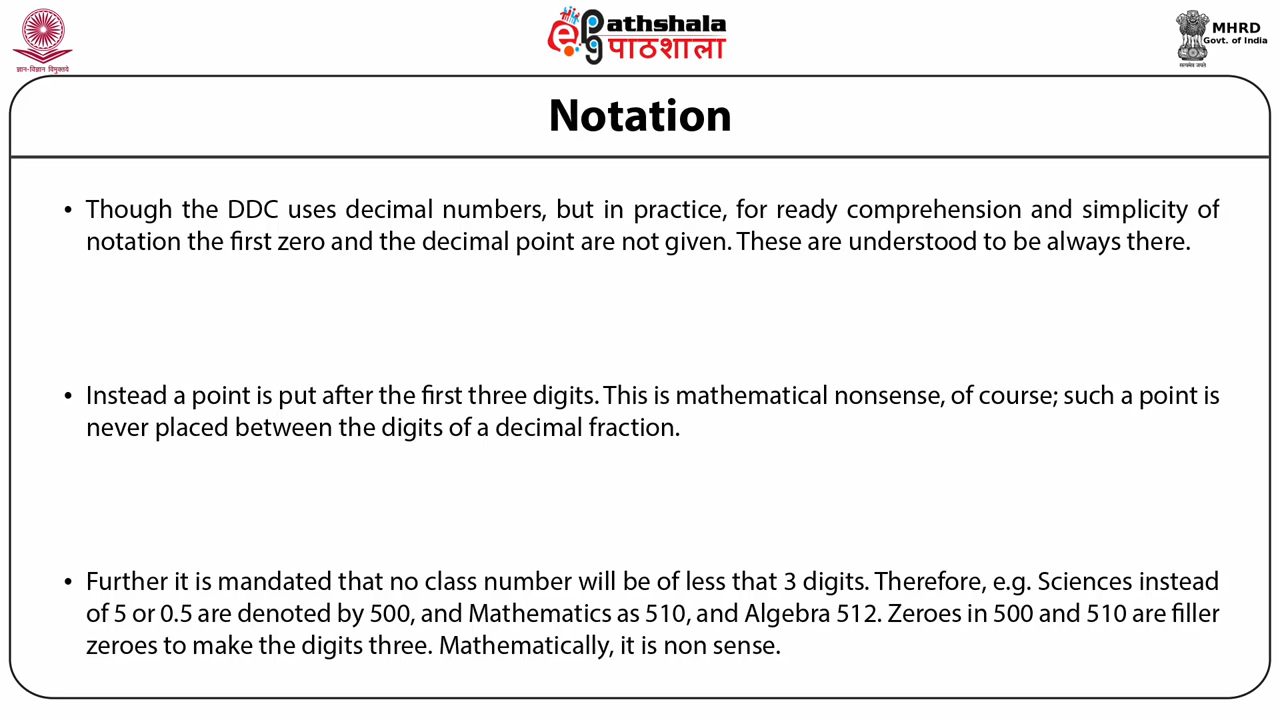 ज्ञान-विज्ञान विमुक्तये
epg
athshala
पाठशाला
MHRD
Govt. of India
सत्यमेव जयते
Notation
• Though the DDC uses decimal numbers, but in practice, for ready comprehension and simplicity of
notation the first zero and the decimal point are not given. These are understood to be always there.
• Instead a point is put after the first three digits. This is mathematical nonsense, of course; such a point is
never placed between the digits of a decimal fraction.
• Further it is mandated that no class number will be of less that 3 digits. Therefore, e.g. Sciences instead
of 5 or 0.5 are denoted by 500, and Mathematics as 510, and Algebra 512. Zeroes in 500 and 510 are filler
zeroes to make the digits three. Mathematically, it is non sense.